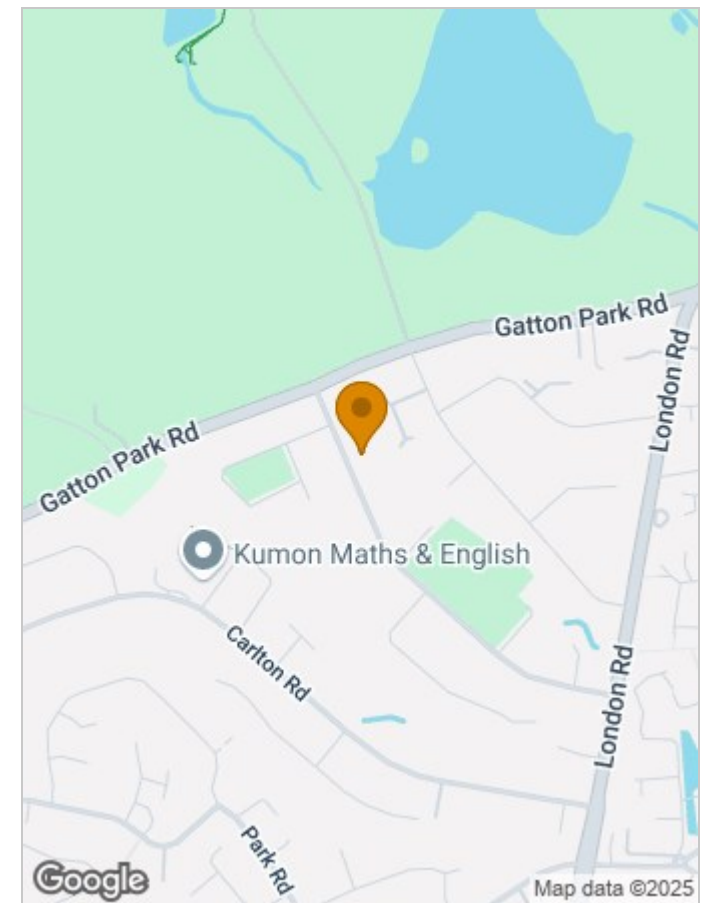 Gatton Park Rd
London Rd
Gatton Park Rd
Kumon Maths & English
Carlton Rd
London Rd
Park Rd
Google
Map data ©2025